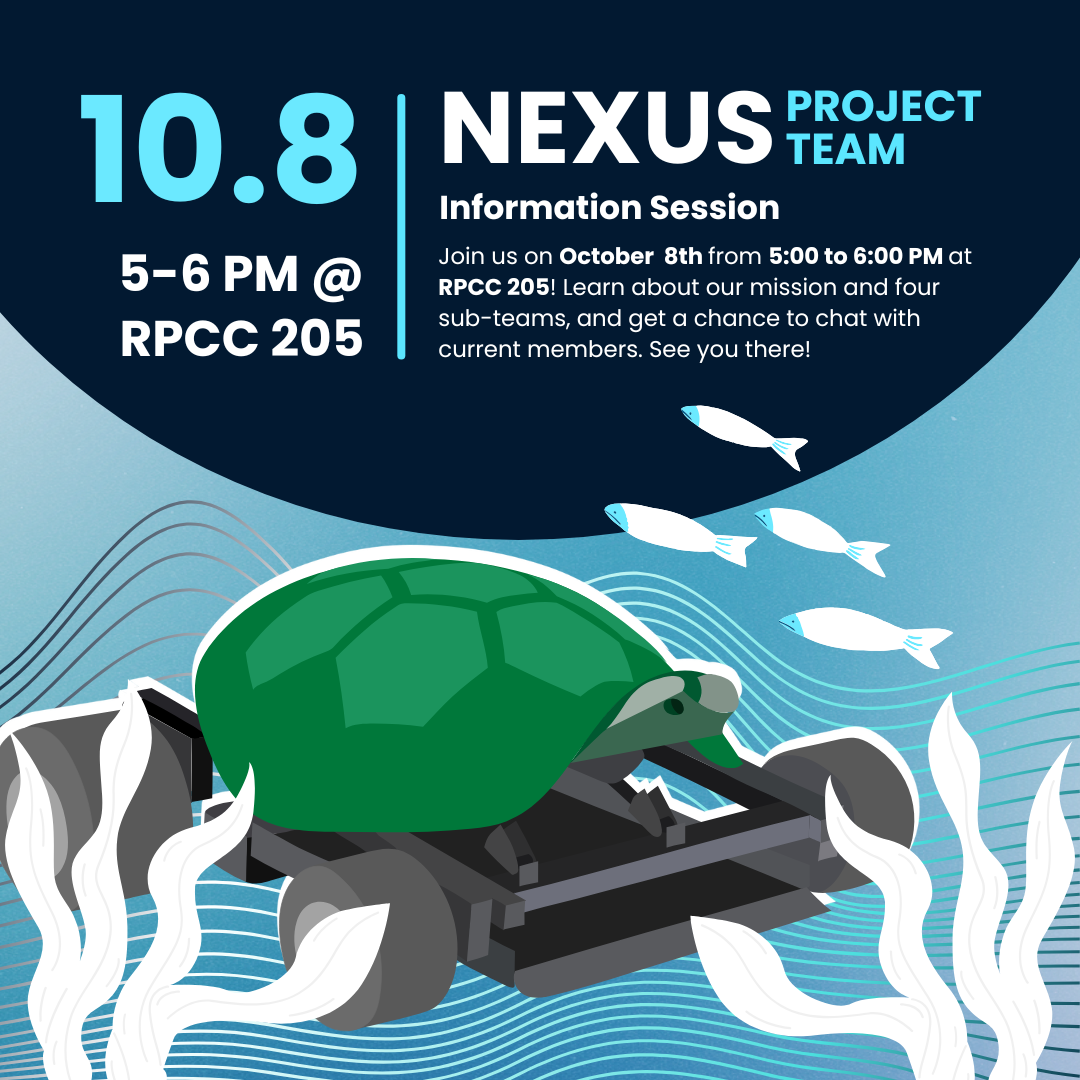 10.8
5-6 PM @
RPCC 205
NEXUS
PROJECT
TEAM
Information Session
Join us on October 8th from 5:00 to 6:00 PM at
RPCC 205! Learn about our mission and four
sub-teams, and get a chance to chat with
current members. See you there!